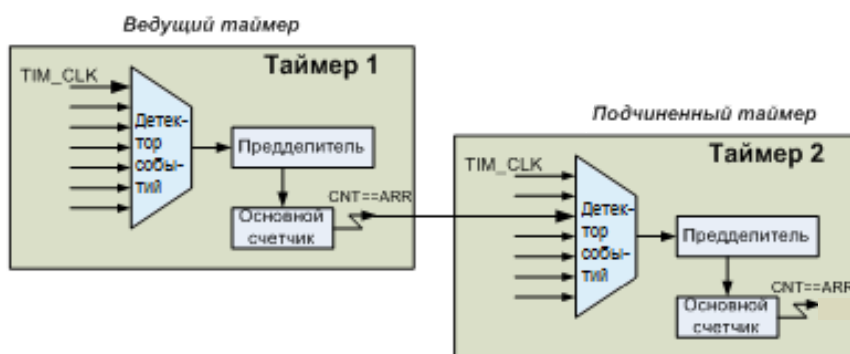 Ведущий таймер
Таймер 1
TIM_CLK
Детек-
тор
собы-
тий
Предделитель
CNT==ARR
Основной
счетчик
Подчиненный таймер
Таймер 2
TIM_CLK
Детек-
тор
собы-
тий
Предделитель
CNT==ARR
Основной
счетчик